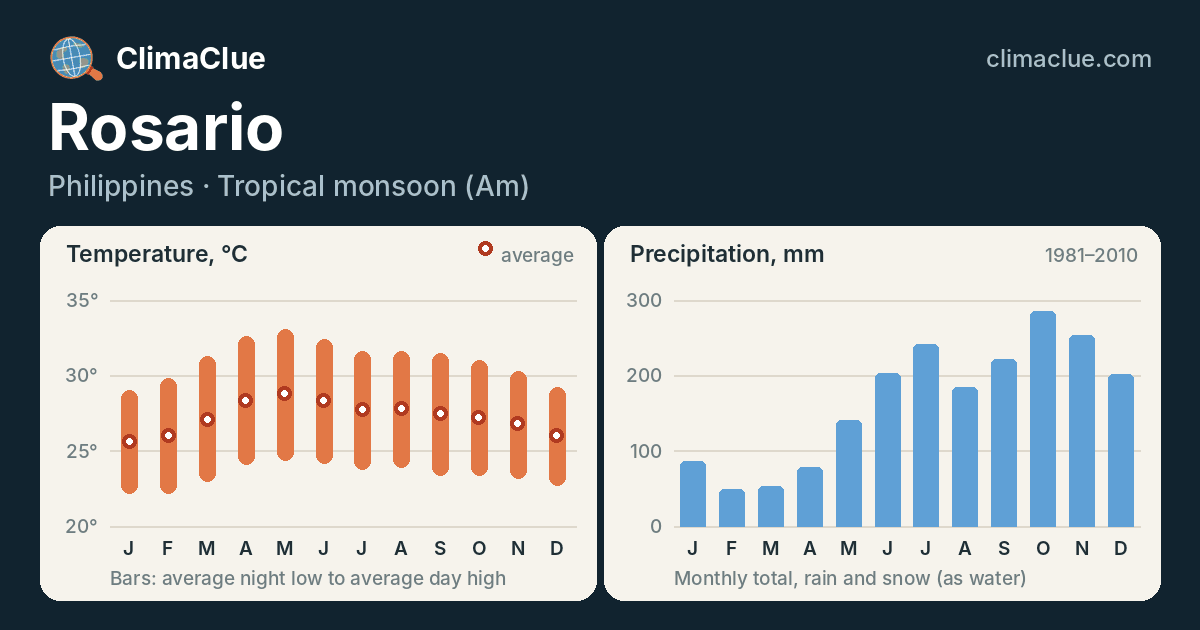 ClimaClue
climaclue.com
Rosario
Philippines · Tropical monsoon (Am)
Temperature, °C
average
35°
30°
25°
20°
J F M A M J J A S O N D
Bars: average night low to average day high
Precipitation, mm
1981–2010
300
200
100
0
J F M A M J J A S O N D
Monthly total, rain and snow (as water)